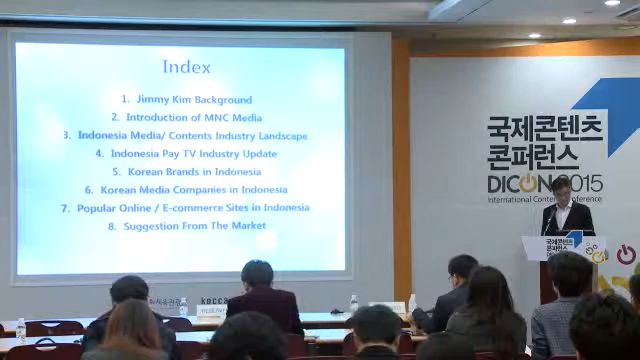 Index
1. Jimmy Kim Background
2. Introduction of MNC Media
3. Indonesia Media/ Contents Industry Landscape
4. Indonesia Pay TV Industry Update
5. Korean Brands in Indonesia
6. Korean Media Companies in Indonesia
7. Popular Online / E-commerce Sites in Indonesia
8. Suggestion From The Market
국제콘텐츠
콘퍼런스
DICON2015
International Content Conference
국제콘텐츠
콘퍼런스
kocca